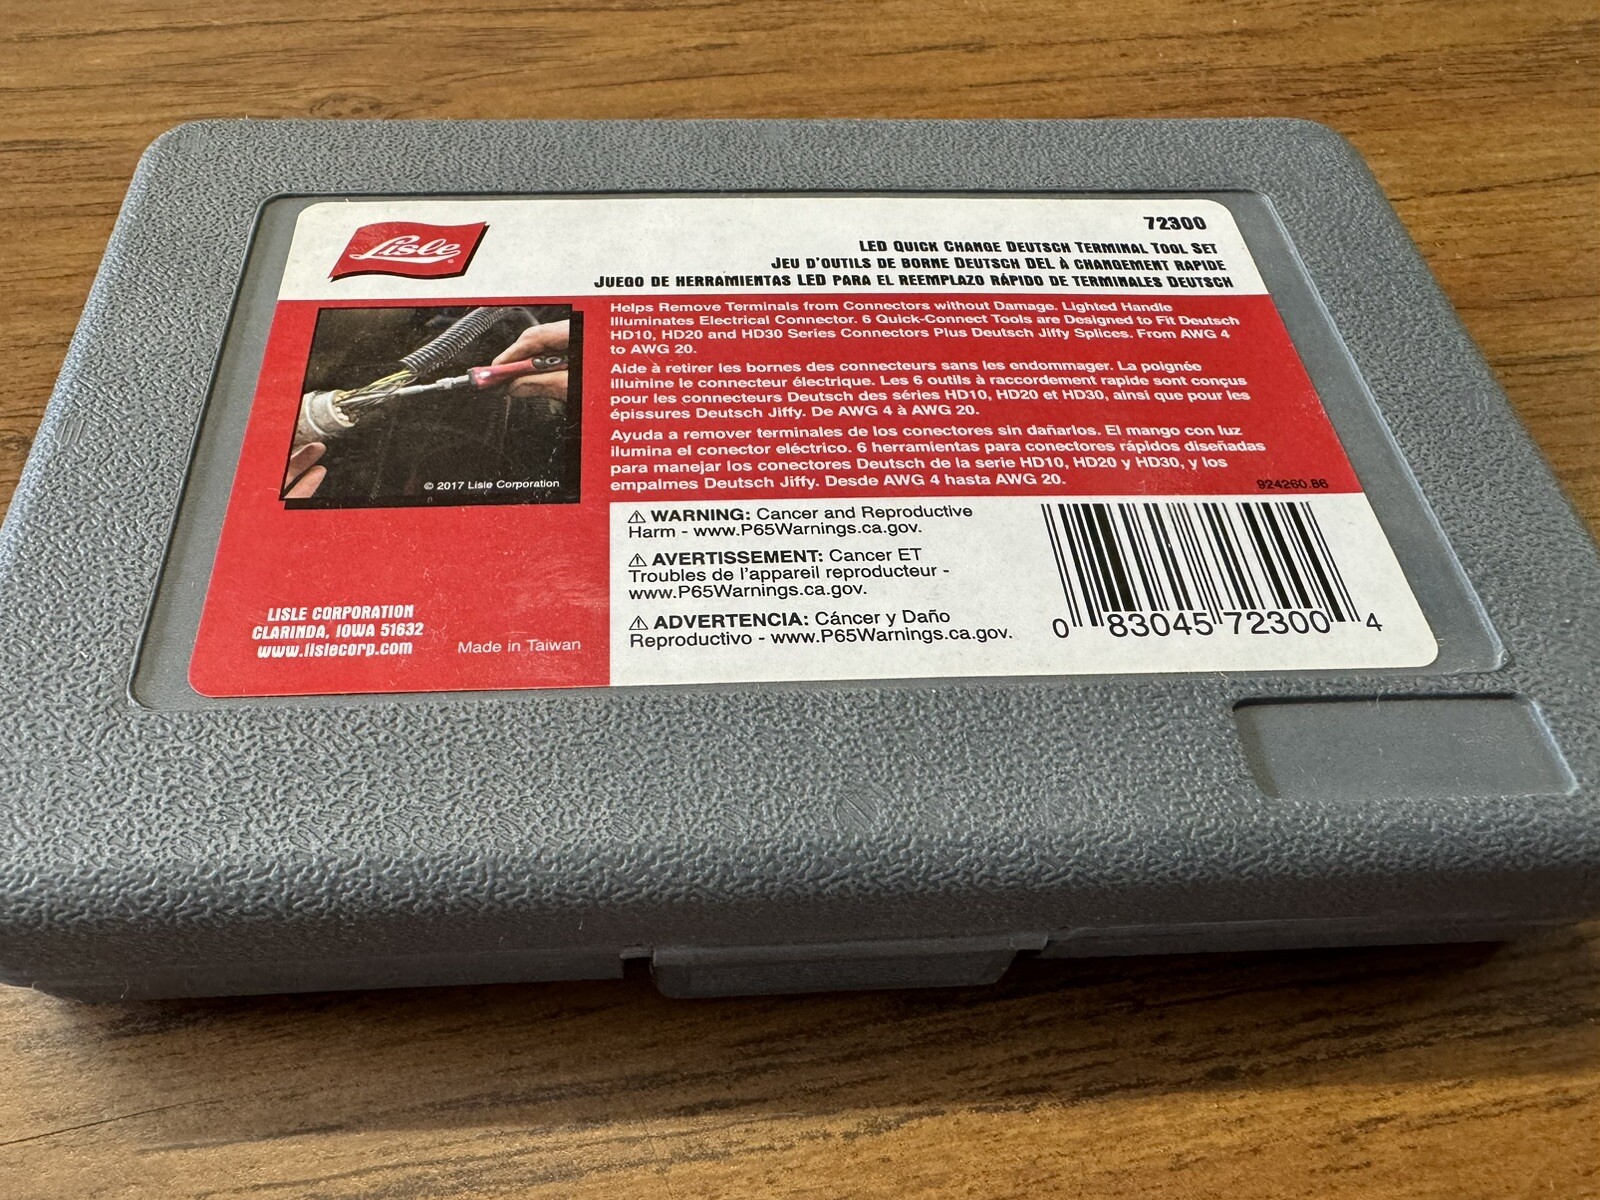 Lisle
72300
LED QUICK CHANGE DEUTSCH TERMINAL TOOL SET
JEU D'OUTILS DE BORNE DEUTSCH DEL À CHANGEMENT RAPIDE
JUEGO DE HERRAMIENTAS LED PARA EL REEMPLAZO RÁPIDO DE TERMINALES DEUTSCH
Helps Remove Terminals from Connectors without Damage. Lighted Handle
Illuminates Electrical Connector. 6 Quick-Connect Tools are Designed to Fit Deutsch
HD10, HD20 and HD30 Series Connectors Plus Deutsch Jiffy Splices. From AWG 4
to AWG 20.
Aide à retirer les bornes des connecteurs sans les endommager. La poignée
illumine le connecteur électrique. Les 6 outils à raccordement rapide sont conçus
pour les connecteurs Deutsch des séries HD10, HD20 et HD30, ainsi que pour les
épissures Deutsch Jiffy. De AWG 4 à AWG 20.
Ayuda a remover terminales de los conectores sin dañarlos. El mango con luz
ilumina el conector eléctrico. 6 herramientas para conectores rápidos diseñadas
para manejar los conectores Deutsch de la serie HD10, HD20 y HD30, y los
empalmes Deutsch Jiffy. Desde AWG 4 hasta AWG 20.
924260.B6
© 2017 Lisle Corporation
LISLE CORPORATION
CLARINDA, IOWA 51632
www.lislecorp.com
Made in Taiwan
⚠ WARNING: Cancer and Reproductive
Harm - www.P65Warnings.ca.gov.
⚠ AVERTISSEMENT: Cancer ET
Troubles de l'appareil reproducteur -
www.P65Warnings.ca.gov.
⚠ ADVERTENCIA: Cáncer y Daño
Reproductivo - www.P65Warnings.ca.gov.
0 83045 72300 4